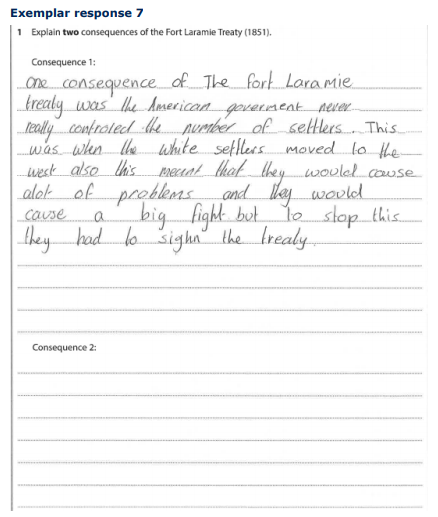 Exemplar response 7
1 Explain two consequences of the Fort Laramie Treaty (1851).
Consequence 1:
One consequence of The fort Laramie
treaty was the American goverment never
really controled the number of settlers. This
was when the white settlers moved to the
west also this meant that they would cause
alot of problems and they would
cause a big fight but to stop this
they had to sighn the treaty.
Consequence 2: